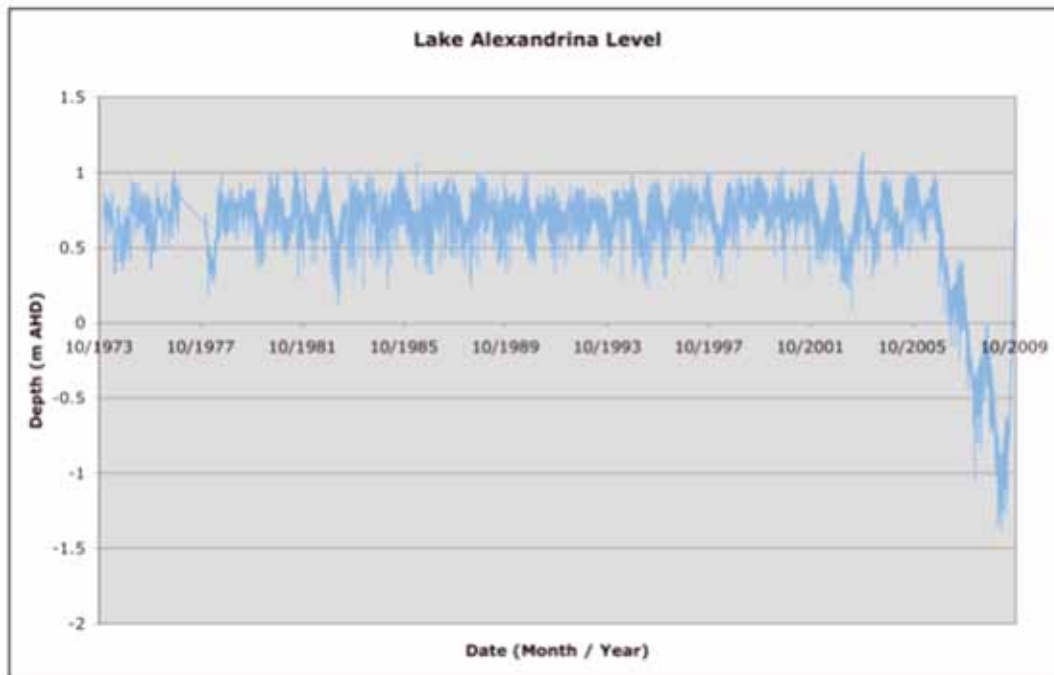 Lake Alexandrina Level
1.5
1
0.5
0
-0.5
-1
-1.5
-2
10/1973 10/1977 10/1981 10/1985 10/1989 10/1993 10/1997 10/2001 10/2005 10/2009
Depth (m AHD)
Date (Month / Year)